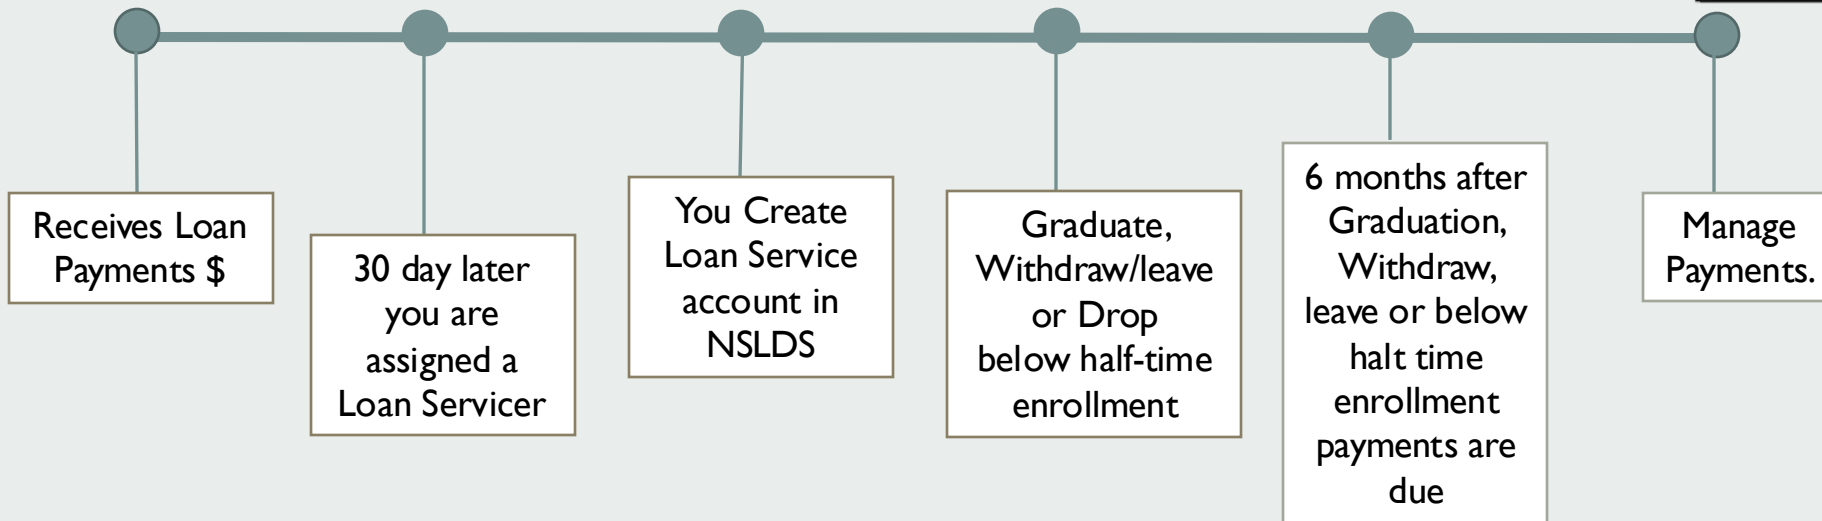 Receives Loan
Payments $
30 day later
you are
assigned a
Loan Servicer
You Create
Loan Service
account in
NSLDS
Graduate,
Withdraw/leave
or Drop
below half-time
enrollment
6 months after
Graduation,
Withdraw,
leave or below
halt time
enrollment
payments are
due
Manage
Payments.